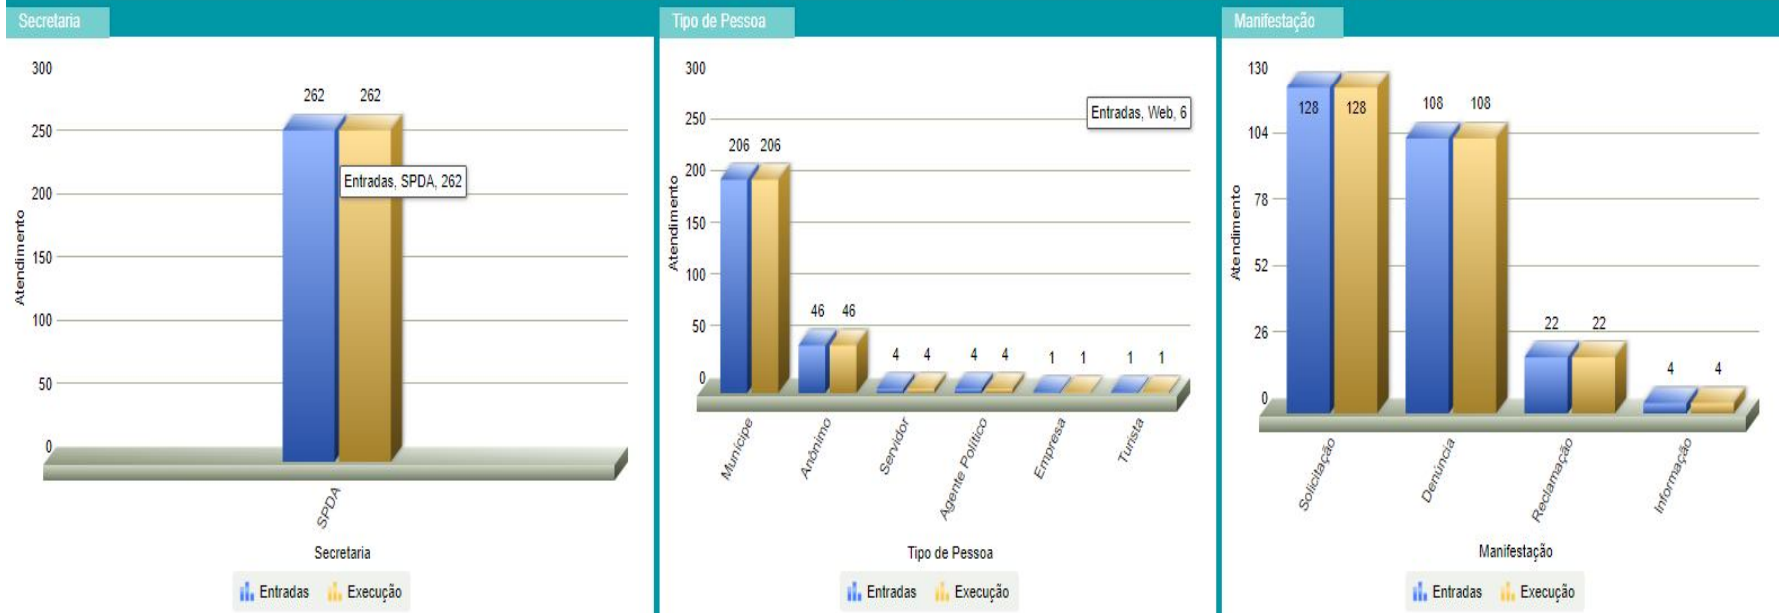 Secretaria
300
250
200
150
100
50
0
Atendimento
262 262
Entradas, SPDA, 262
SPDA
Secretaria
Entradas Execução
Tipo de Pessoa
300
250
200
150
100
50
0
Atendimento
Entradas, Web, 6
206 206
46 46
4 4
4 4
1 1
1 1
Munícipe
Anônimo
Servidor
Agente Político
Empresa
Turista
Tipo de Pessoa
Entradas Execução
Manifestação
130
104
78
52
26
0
Atendimento
128 128
108 108
22 22
4 4
Solicitação
Denúncia
Reclamação
Informação
Manifestação
Entradas Execução